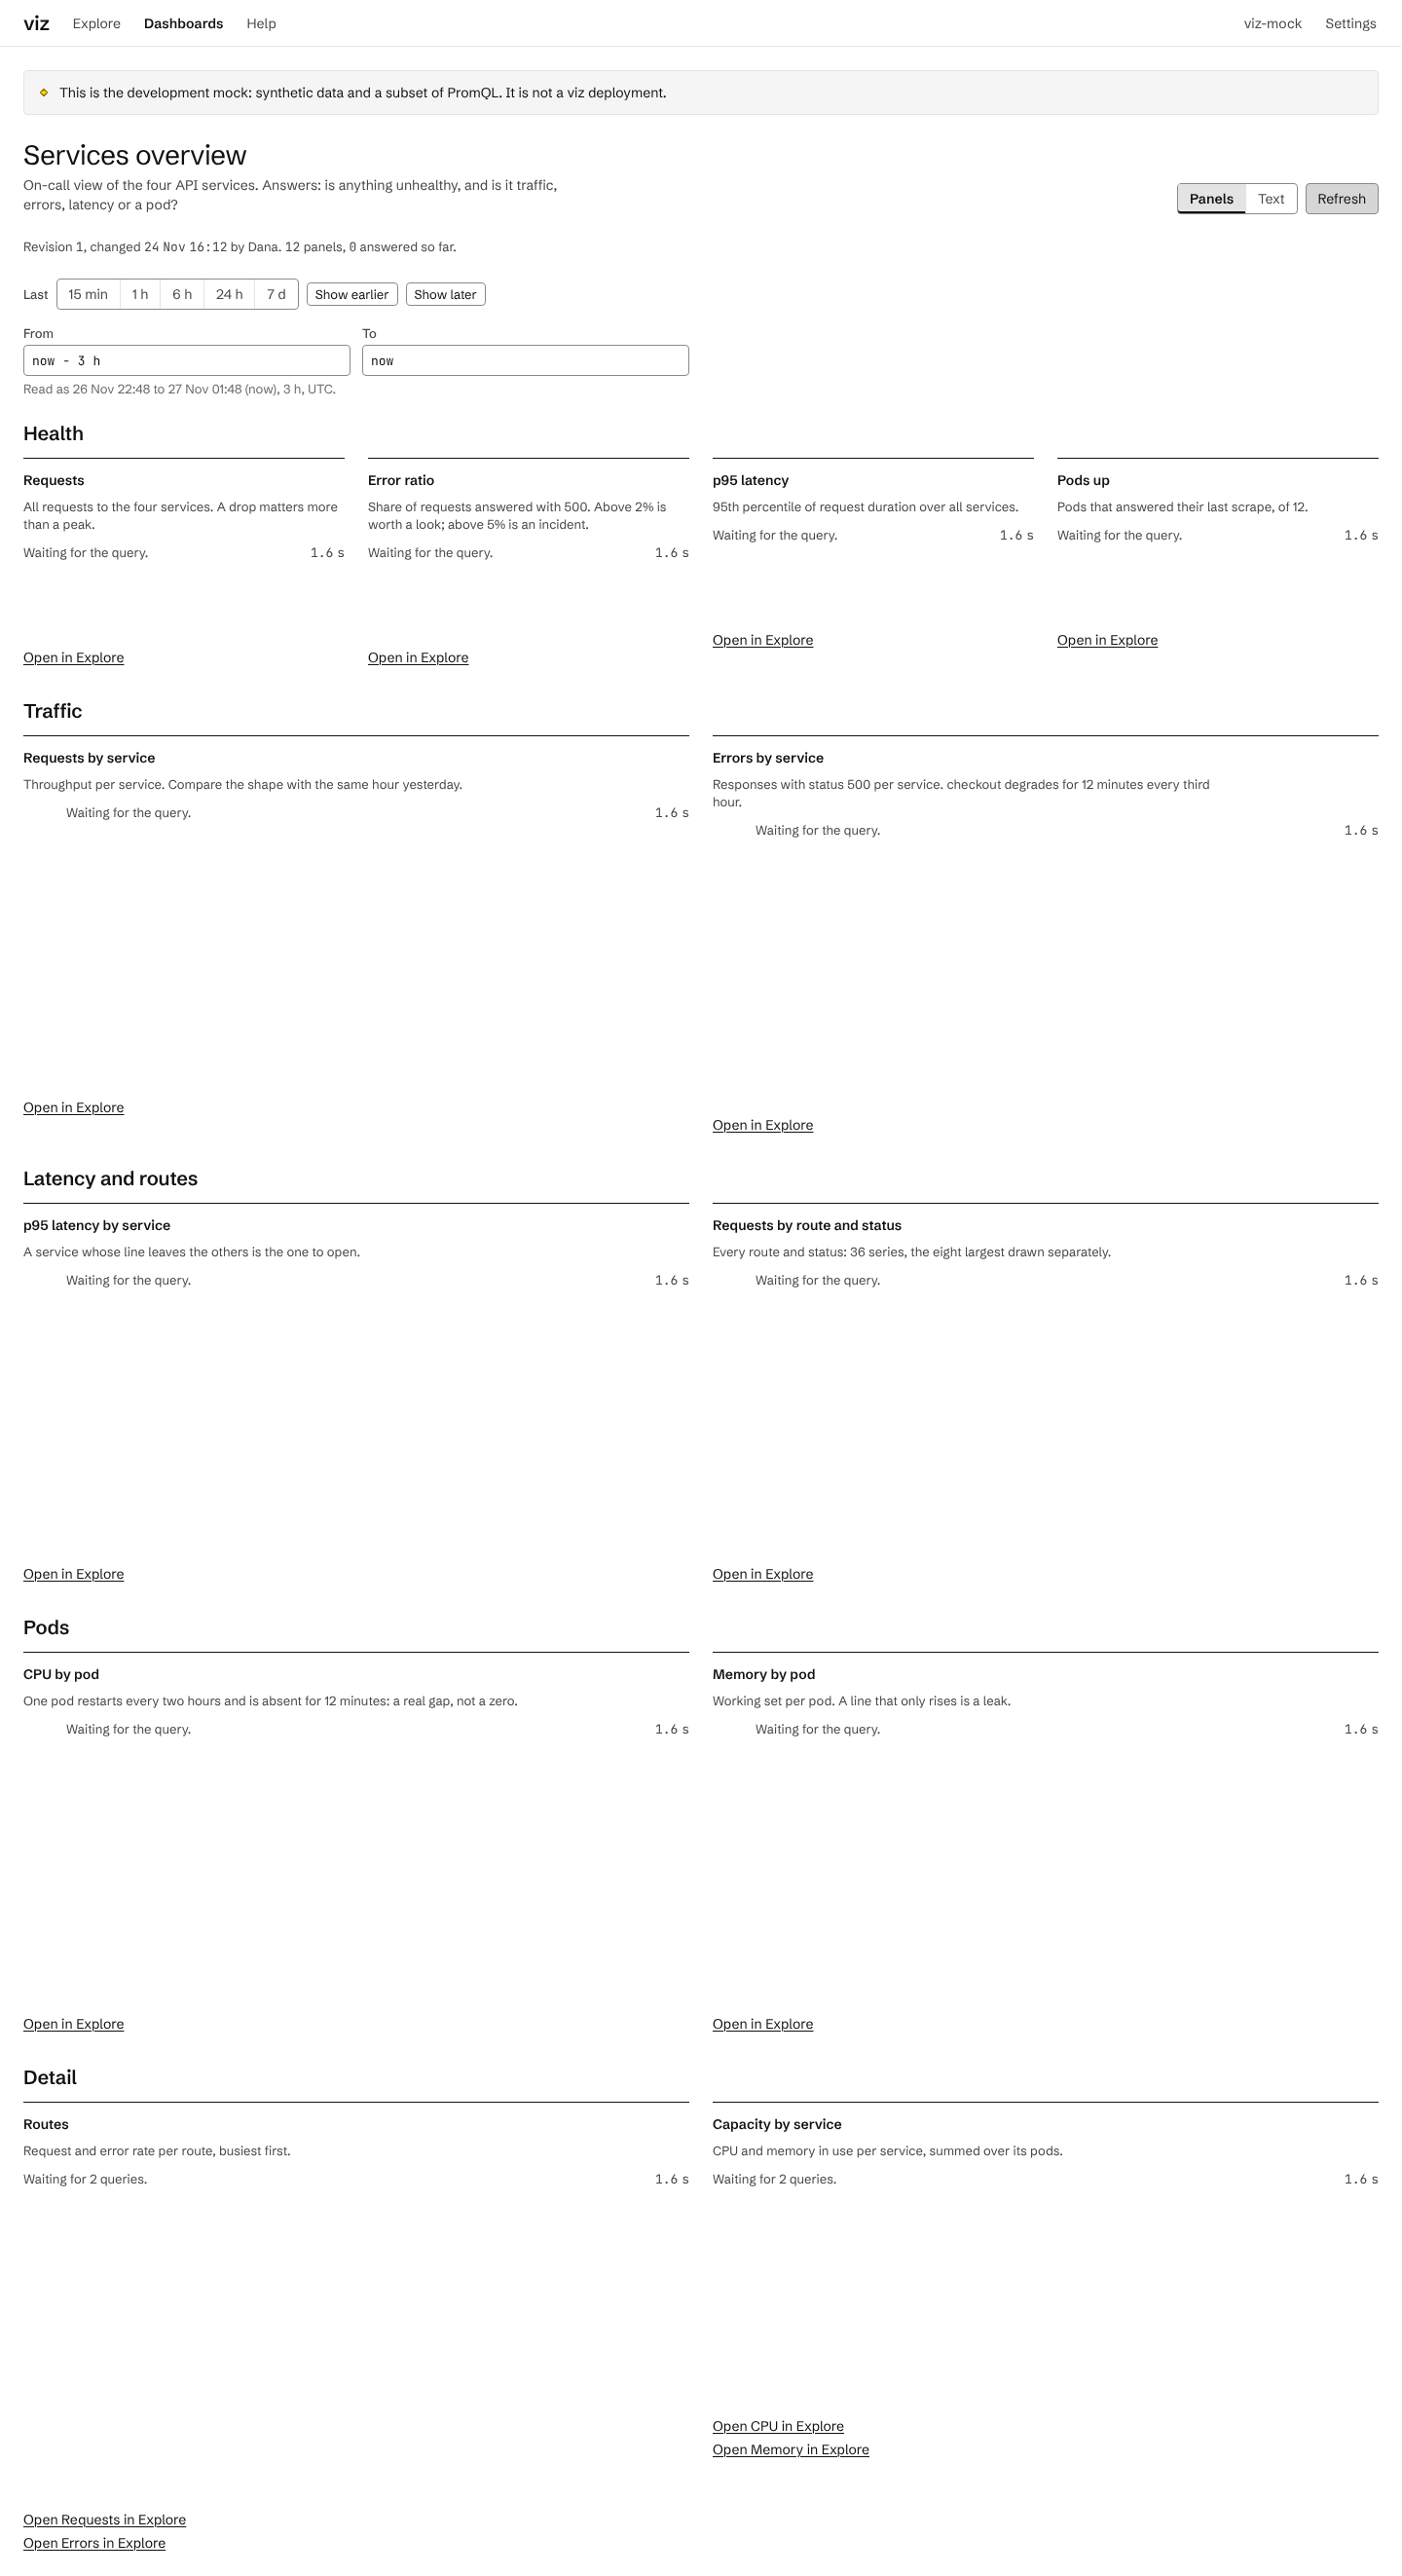 viz
Explore
Dashboards
Help
viz-mock
Settings
This is the development mock: synthetic data and a subset of PromQL. It is not a viz deployment.
Services overview
On-call view of the four API services. Answers: is anything unhealthy, and is it traffic,
errors, latency or a pod?
Panels
Text
Refresh
Revision 1, changed 24 Nov 16:12 by Dana. 12 panels, 0 answered so far.
Last
15 min
1 h
6 h
24 h
7 d
Show earlier
Show later
From
To
now - 3 h
now
Read as 26 Nov 22:48 to 27 Nov 01:48 (now), 3 h, UTC.
Health
Requests
All requests to the four services. A drop matters more
than a peak.
Waiting for the query.
1.6 s
Open in Explore
Error ratio
Share of requests answered with 500. Above 2% is
worth a look; above 5% is an incident.
Waiting for the query.
1.6 s
Open in Explore
p95 latency
95th percentile of request duration over all services.
Waiting for the query.
1.6 s
Open in Explore
Pods up
Pods that answered their last scrape, of 12.
Waiting for the query.
1.6 s
Open in Explore
Traffic
Requests by service
Throughput per service. Compare the shape with the same hour yesterday.
Waiting for the query.
1.6 s
Open in Explore
Errors by service
Responses with status 500 per service. checkout degrades for 12 minutes every third
hour.
Waiting for the query.
1.6 s
Open in Explore
Latency and routes
p95 latency by service
A service whose line leaves the others is the one to open.
Waiting for the query.
1.6 s
Open in Explore
Requests by route and status
Every route and status: 36 series, the eight largest drawn separately.
Waiting for the query.
1.6 s
Open in Explore
Pods
CPU by pod
One pod restarts every two hours and is absent for 12 minutes: a real gap, not a zero.
Waiting for the query.
1.6 s
Open in Explore
Memory by pod
Working set per pod. A line that only rises is a leak.
Waiting for the query.
1.6 s
Open in Explore
Detail
Routes
Request and error rate per route, busiest first.
Waiting for 2 queries.
1.6 s
Open Requests in Explore
Open Errors in Explore
Capacity by service
CPU and memory in use per service, summed over its pods.
Waiting for 2 queries.
1.6 s
Open CPU in Explore
Open Memory in Explore